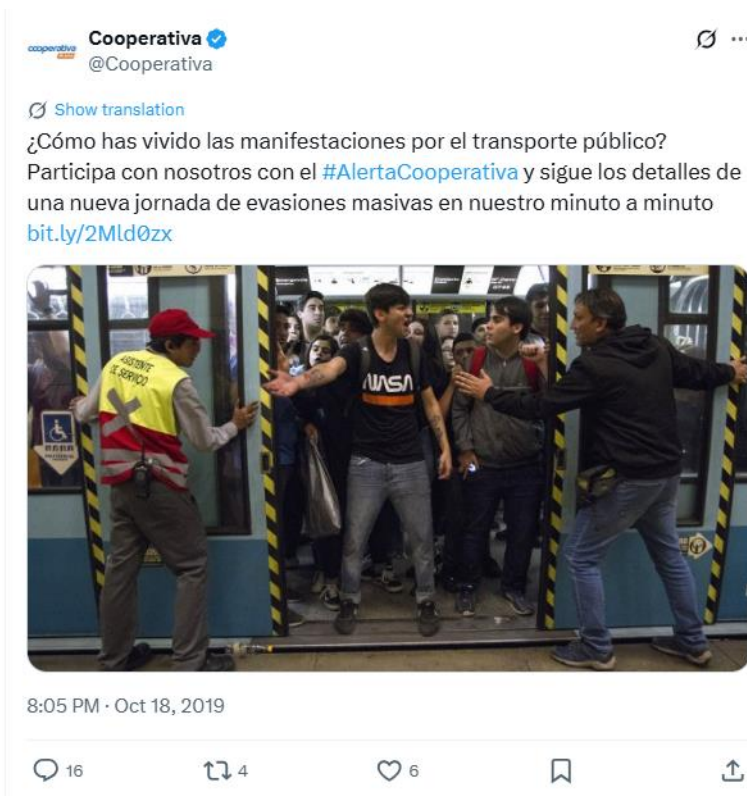 cooperativa
Cooperativa
@Cooperativa
Show translation
¿Cómo has vivido las manifestaciones por el transporte público?
Participa con nosotros con el #AlertaCooperativa y sigue los detalles de
una nueva jornada de evasiones masivas en nuestro minuto a minuto
bit.ly/2Mld0zx
ASISTENTE
DE SERVICIO
NASA
8:05 PM · Oct 18, 2019
16
4
6